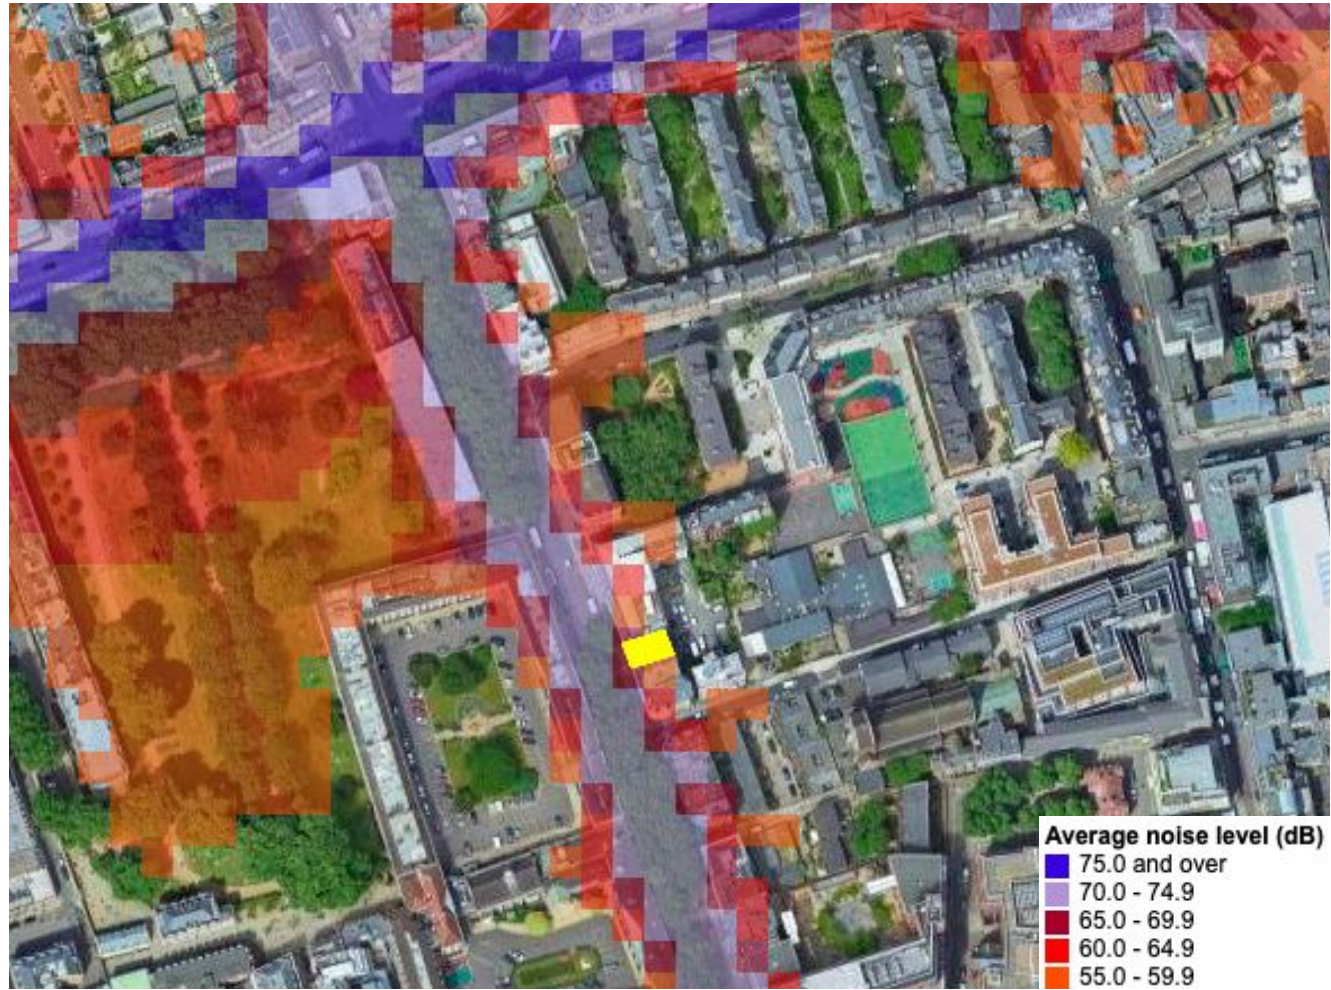 Average noise level (dB)
75.0 and over
70.0 - 74.9
65.0 - 69.9
60.0 - 64.9
55.0 - 59.9